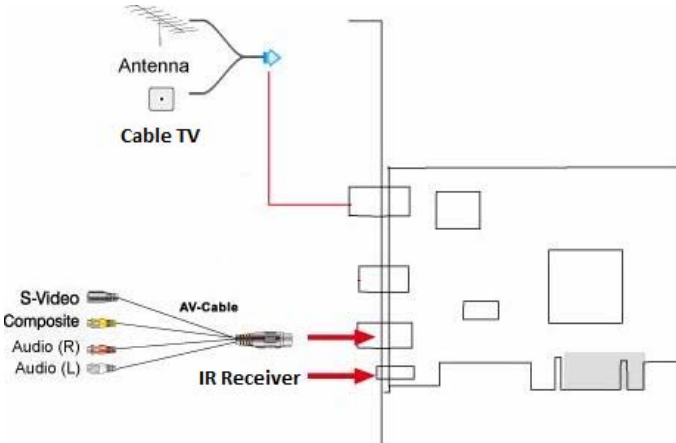 Antenna
Cable TV
S-Video
AV-Cable
Composite
Audio (R)
Audio (L)
IR Receiver